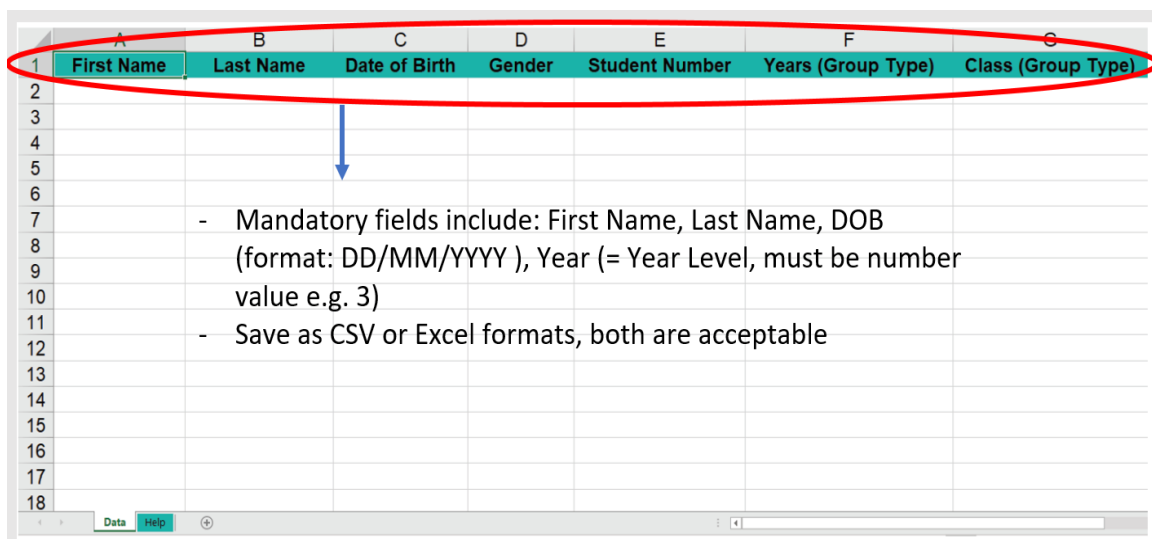 A B C D E F G
1 First Name Last Name Date of Birth Gender Student Number Years (Group Type) Class (Group Type)
2
3
4
5
6
7 - Mandatory fields include: First Name, Last Name, DOB
8
(format: DD/MM/YYYY ), Year (= Year Level, must be number
9
10 value e.g. 3)
11
- Save as CSV or Excel formats, both are acceptable
12
13
14
15
16
17
18
Data Help